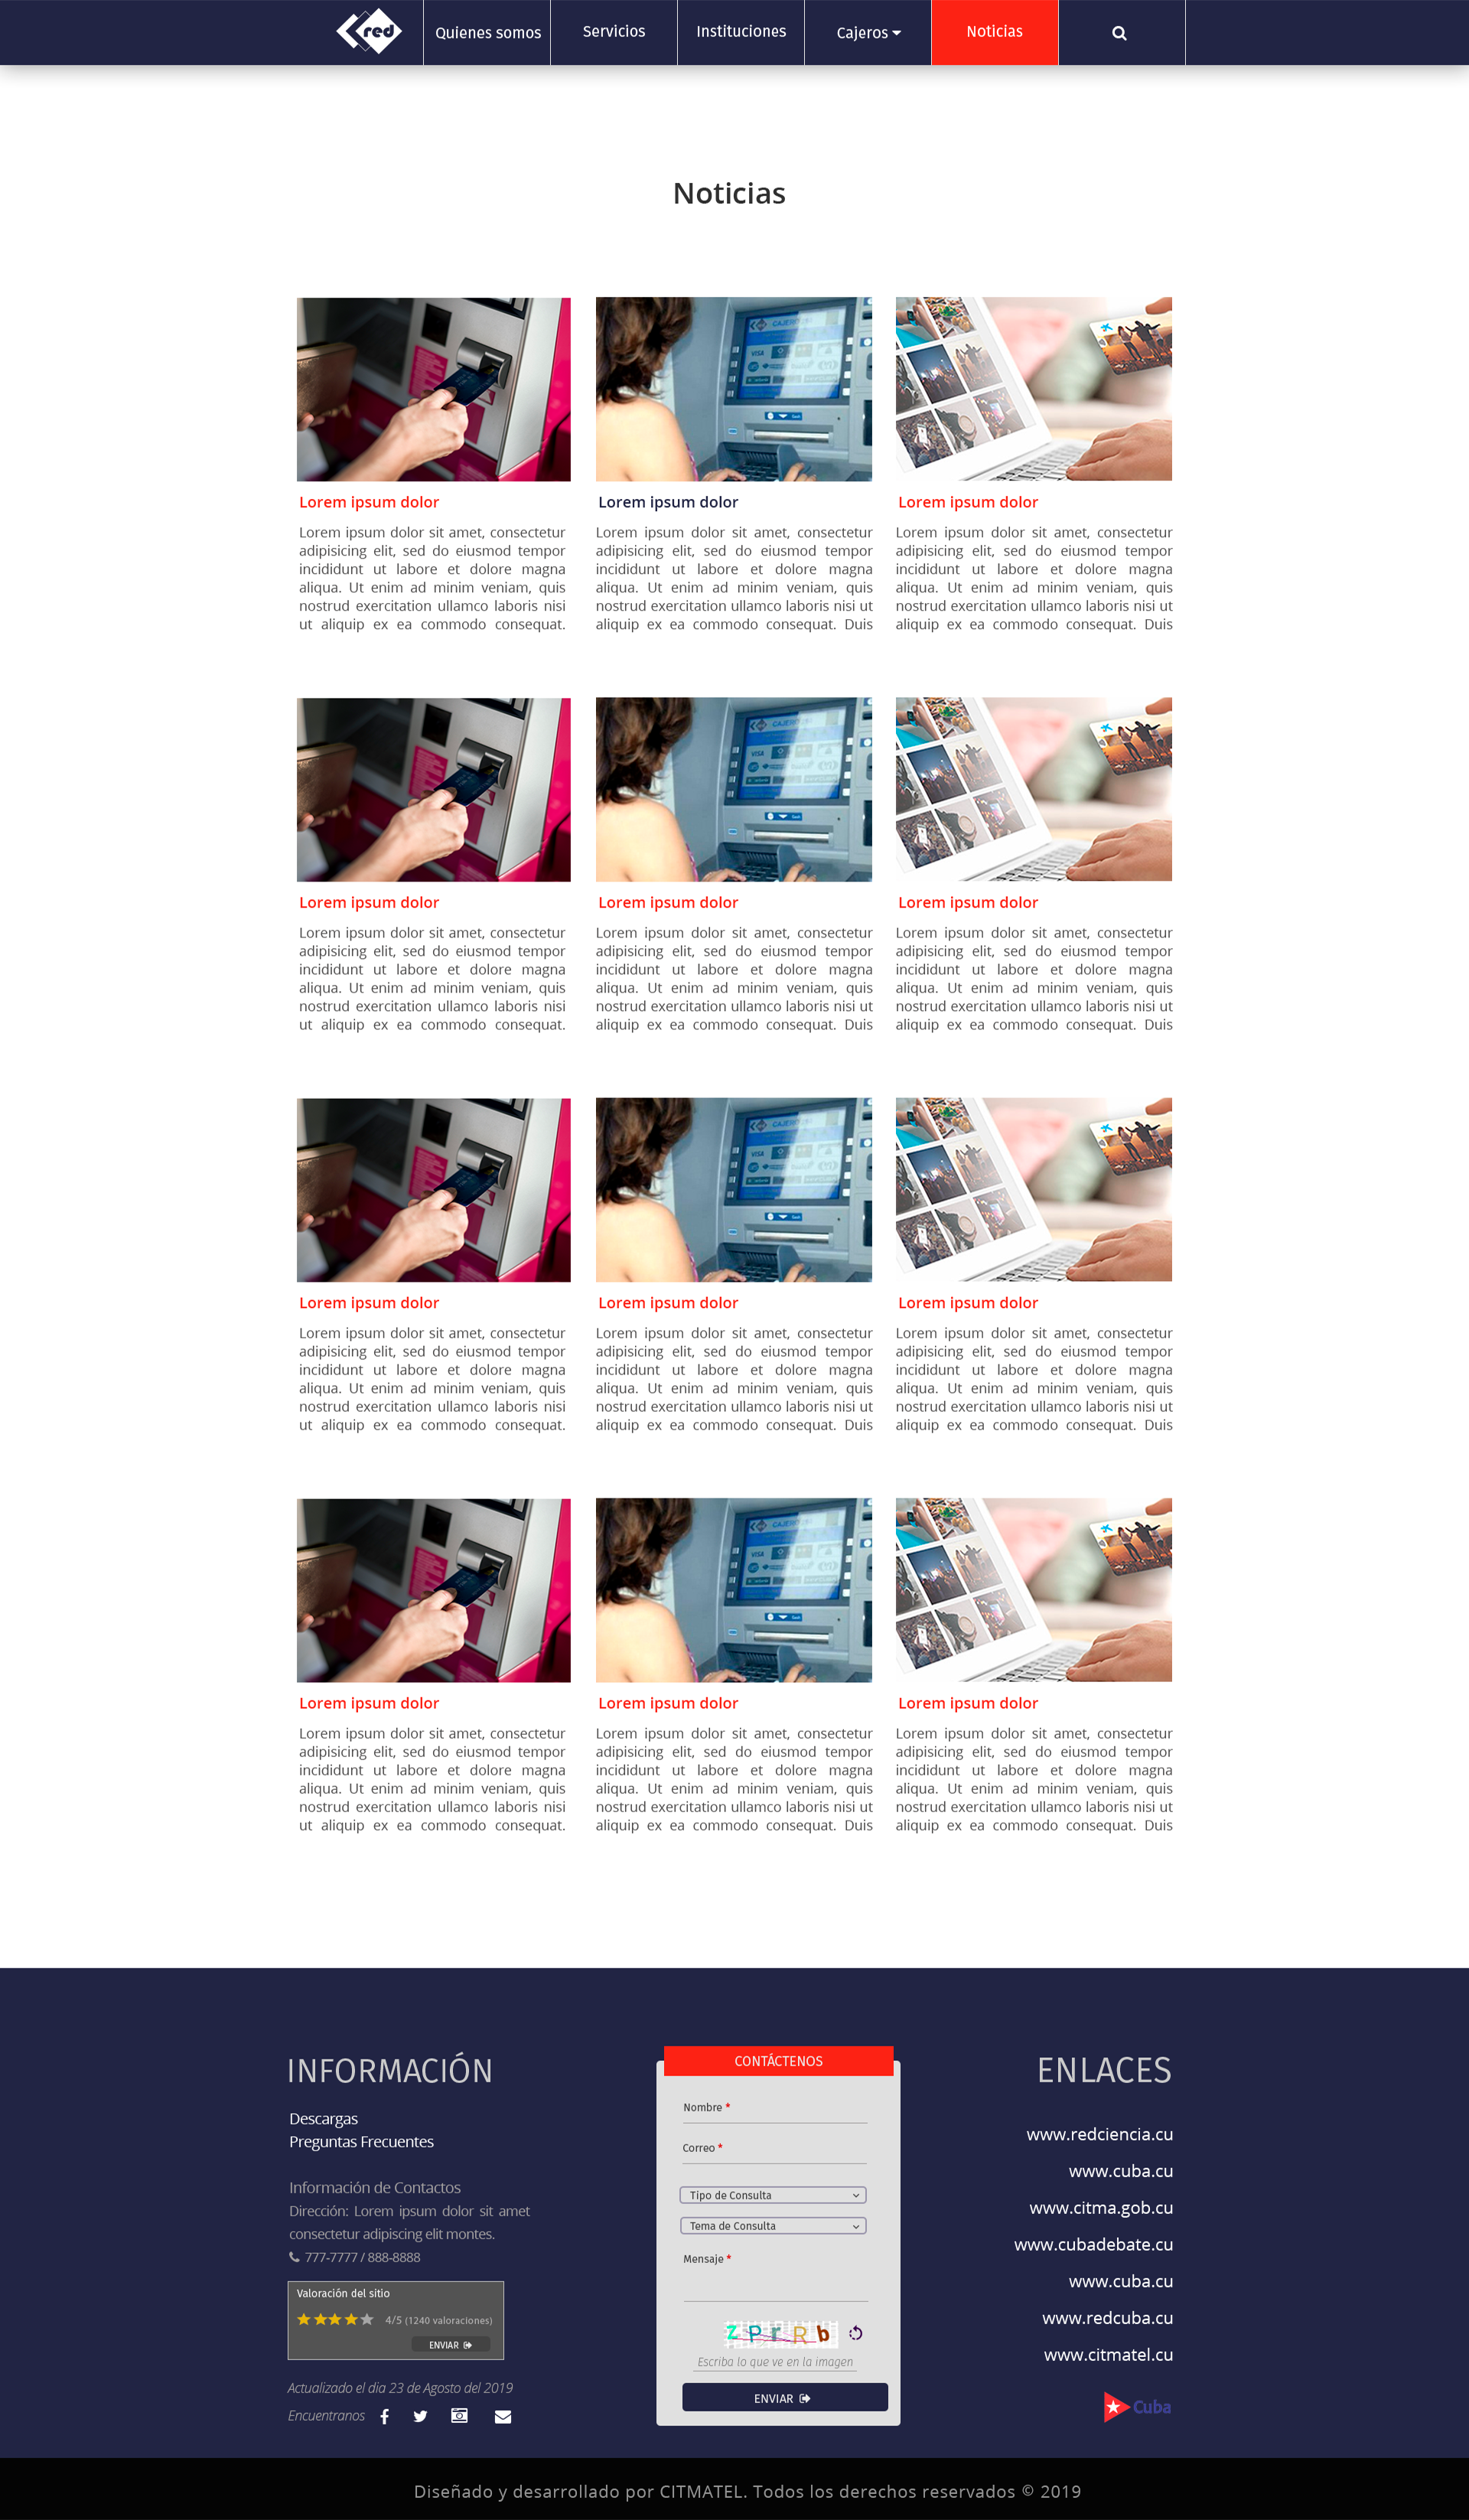 red
Quienes somos
Servicios
Instituciones
Cajeros
Noticias
Noticias
Lorem ipsum dolor
Lorem ipsum dolor sit amet, consectetur
adipisicing elit, sed do eiusmod tempor
incididunt ut labore et dolore magna
aliqua. Ut enim ad minim veniam, quis
nostrud exercitation ullamco laboris nisi
ut aliquip ex ea commodo consequat.
Lorem ipsum dolor
Lorem ipsum dolor sit amet, consectetur
adipisicing elit, sed do eiusmod tempor
incididunt ut labore et dolore magna
aliqua. Ut enim ad minim veniam, quis
nostrud exercitation ullamco laboris nisi ut
aliquip ex ea commodo consequat. Duis
Lorem ipsum dolor
Lorem ipsum dolor sit amet, consectetur
adipisicing elit, sed do eiusmod tempor
incididunt ut labore et dolore magna
aliqua. Ut enim ad minim veniam, quis
nostrud exercitation ullamco laboris nisi ut
aliquip ex ea commodo consequat. Duis
Lorem ipsum dolor
Lorem ipsum dolor sit amet, consectetur
adipisicing elit, sed do eiusmod tempor
incididunt ut labore et dolore magna
aliqua. Ut enim ad minim veniam, quis
nostrud exercitation ullamco laboris nisi
ut aliquip ex ea commodo consequat.
Lorem ipsum dolor
Lorem ipsum dolor sit amet, consectetur
adipisicing elit, sed do eiusmod tempor
incididunt ut labore et dolore magna
aliqua. Ut enim ad minim veniam, quis
nostrud exercitation ullamco laboris nisi ut
aliquip ex ea commodo consequat. Duis
Lorem ipsum dolor
Lorem ipsum dolor sit amet, consectetur
adipisicing elit, sed do eiusmod tempor
incididunt ut labore et dolore magna
aliqua. Ut enim ad minim veniam, quis
nostrud exercitation ullamco laboris nisi ut
aliquip ex ea commodo consequat. Duis
Lorem ipsum dolor
Lorem ipsum dolor sit amet, consectetur
adipisicing elit, sed do eiusmod tempor
incididunt ut labore et dolore magna
aliqua. Ut enim ad minim veniam, quis
nostrud exercitation ullamco laboris nisi
ut aliquip ex ea commodo consequat.
Lorem ipsum dolor
Lorem ipsum dolor sit amet, consectetur
adipisicing elit, sed do eiusmod tempor
incididunt ut labore et dolore magna
aliqua. Ut enim ad minim veniam, quis
nostrud exercitation ullamco laboris nisi ut
aliquip ex ea commodo consequat. Duis
Lorem ipsum dolor
Lorem ipsum dolor sit amet, consectetur
adipisicing elit, sed do eiusmod tempor
incididunt ut labore et dolore magna
aliqua. Ut enim ad minim veniam, quis
nostrud exercitation ullamco laboris nisi ut
aliquip ex ea commodo consequat. Duis
Lorem ipsum dolor
Lorem ipsum dolor sit amet, consectetur
adipisicing elit, sed do eiusmod tempor
incididunt ut labore et dolore magna
aliqua. Ut enim ad minim veniam, quis
nostrud exercitation ullamco laboris nisi
ut aliquip ex ea commodo consequat.
Lorem ipsum dolor
Lorem ipsum dolor sit amet, consectetur
adipisicing elit, sed do eiusmod tempor
incididunt ut labore et dolore magna
aliqua. Ut enim ad minim veniam, quis
nostrud exercitation ullamco laboris nisi ut
aliquip ex ea commodo consequat. Duis
Lorem ipsum dolor
Lorem ipsum dolor sit amet, consectetur
adipisicing elit, sed do eiusmod tempor
incididunt ut labore et dolore magna
aliqua. Ut enim ad minim veniam, quis
nostrud exercitation ullamco laboris nisi ut
aliquip ex ea commodo consequat. Duis
INFORMACIÓN
Descargas
Preguntas Frecuentes
Información de Contactos
Dirección: Lorem ipsum dolor sit amet
consectetur adipiscing elit montes.
777-7777 / 888-8888
Valoración del sitio
4/5 (1240 valoraciones)
ENVIAR
Actualizado el dia 23 de Agosto del 2019
Encuentranos
CONTÁCTENOS
Nombre *
Correo *
Tipo de Consulta
Tema de Consulta
Mensaje *
Z P r R b
Escriba lo que ve en la imagen
ENVIAR
ENLACES
www.redciencia.cu
www.cuba.cu
www.citma.gob.cu
www.cubadebate.cu
www.cuba.cu
www.redcuba.cu
www.citmatel.cu
Cuba
Diseñado y desarrollado por CITMATEL. Todos los derechos reservados © 2019